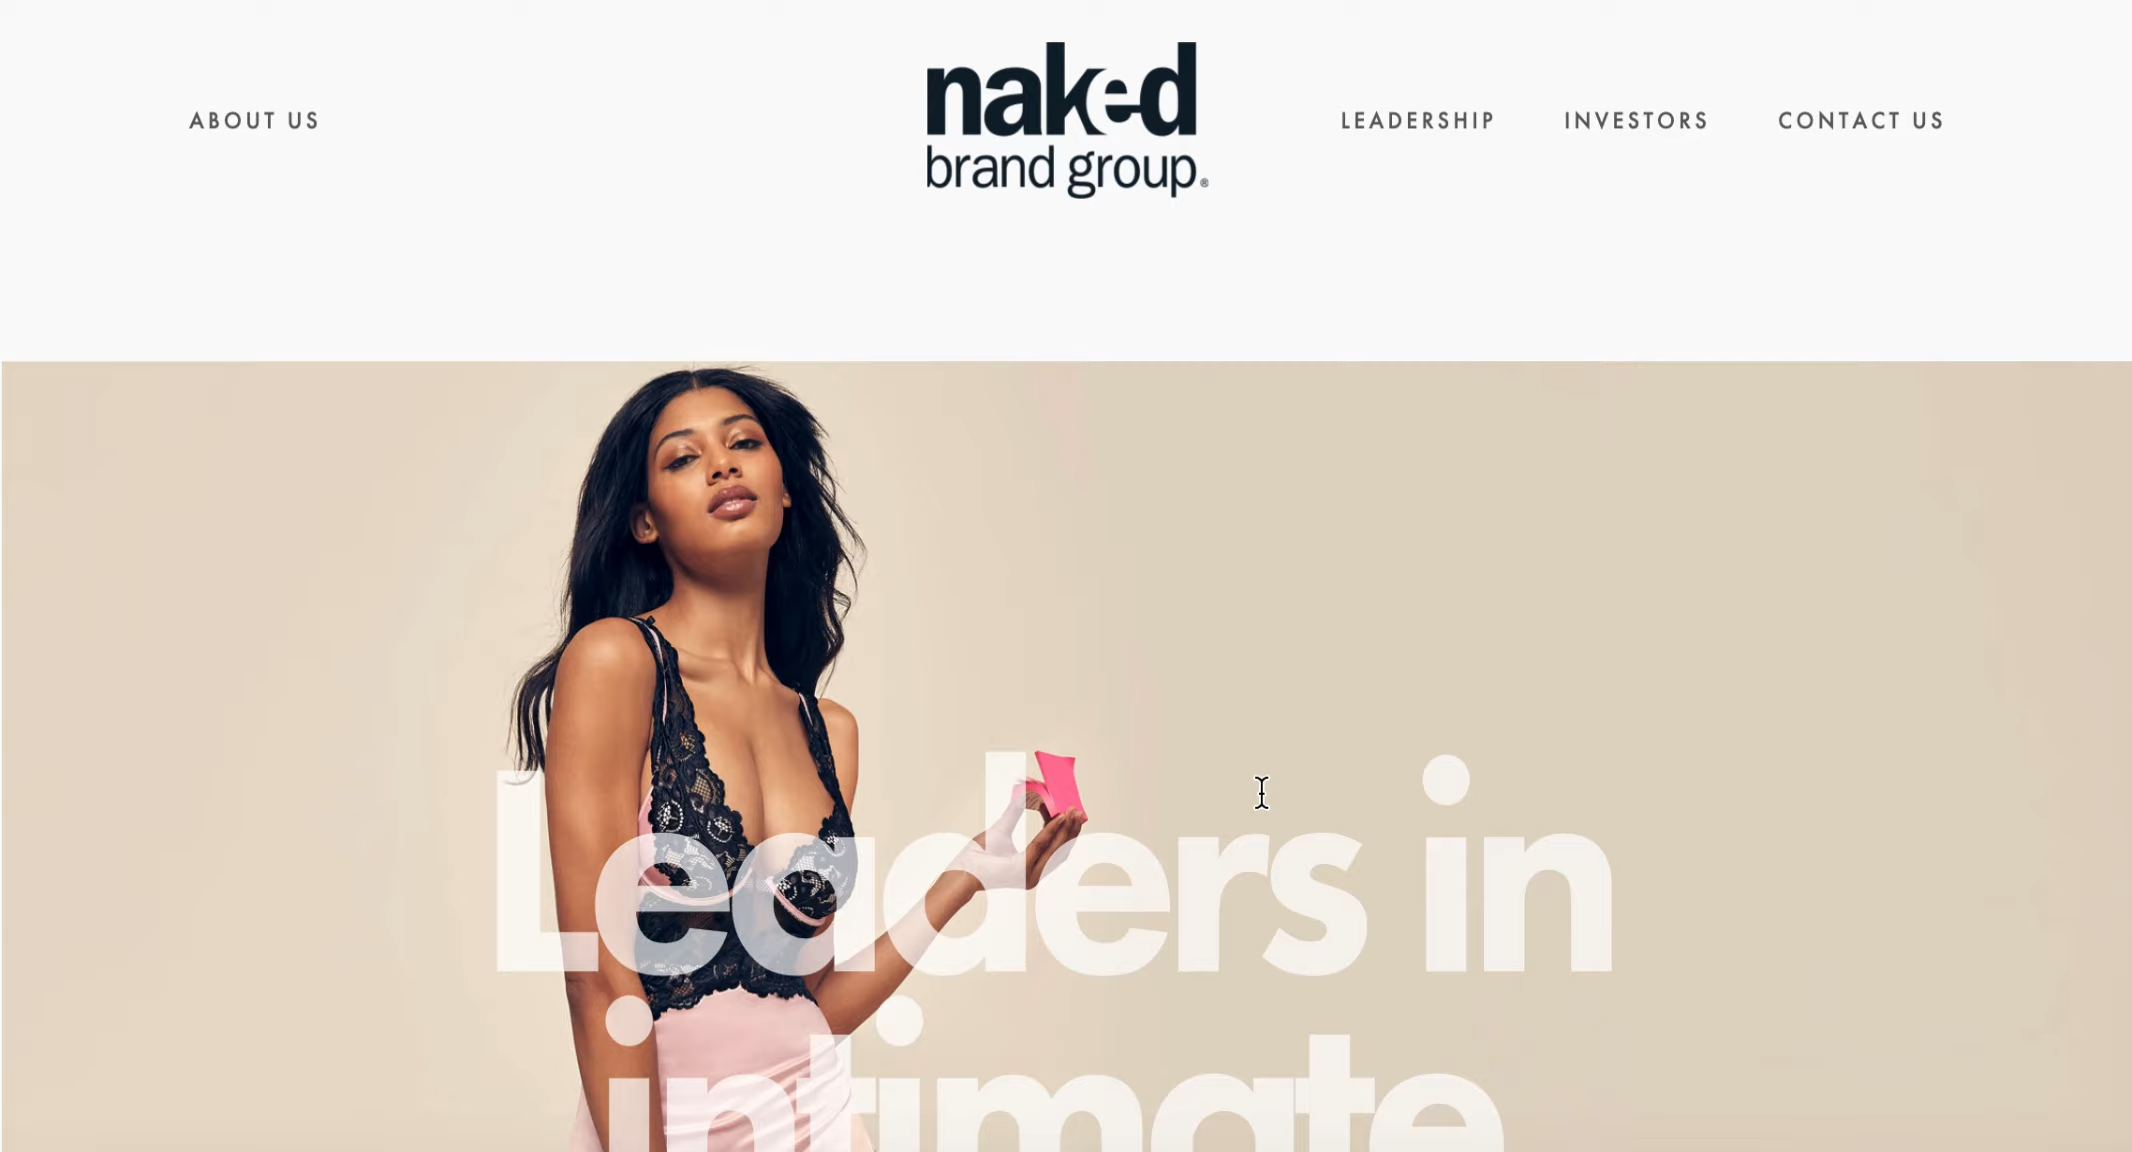 ABOUT US
naked
brand group.®
LEADERSHIP
INVESTORS
CONTACT US
Leaders in
intimate